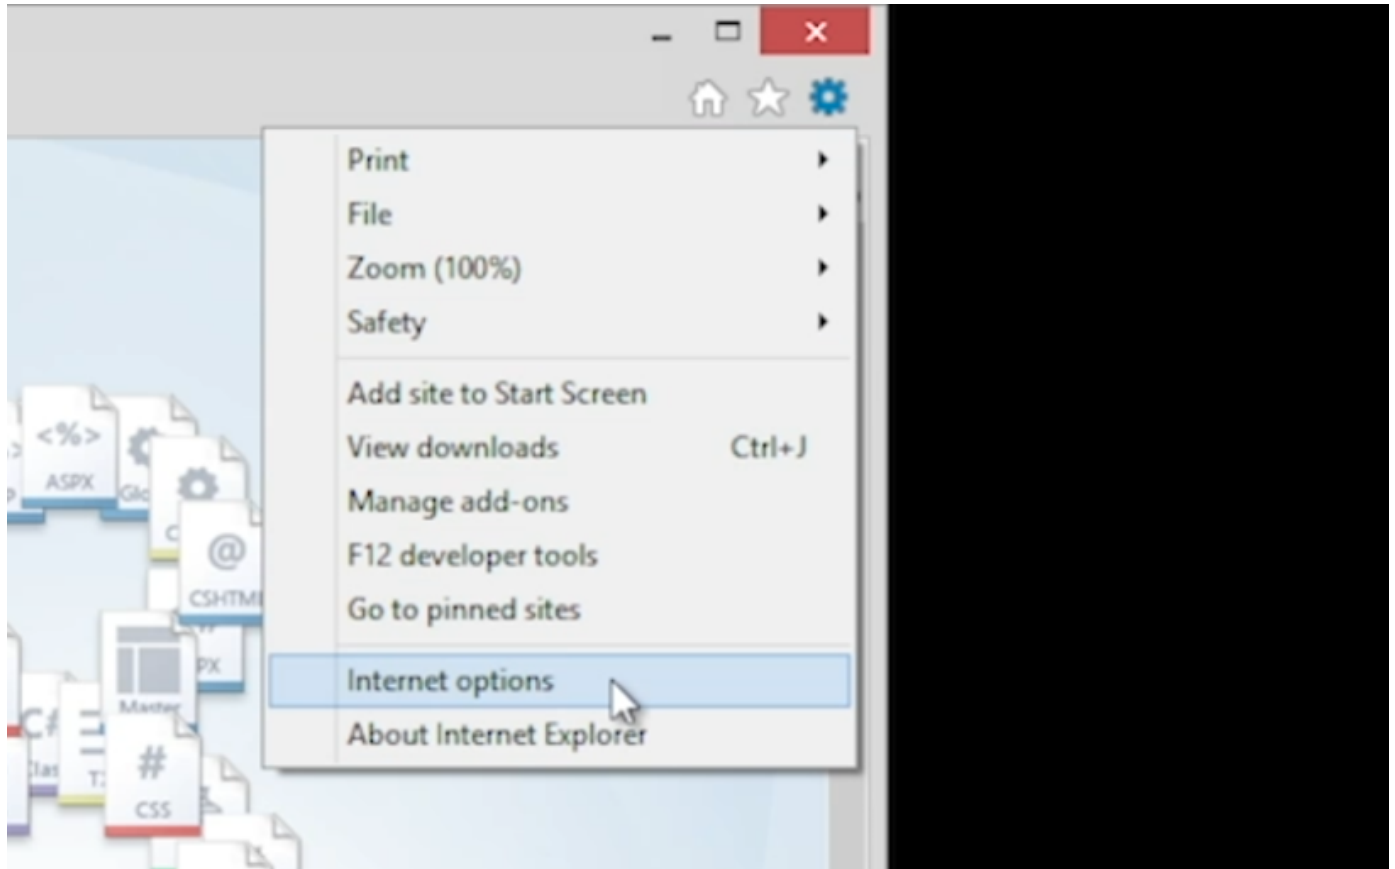 Print
File
Zoom (100%)
Safety
Add site to Start Screen
View downloads Ctrl+J
Manage add-ons
F12 developer tools
Go to pinned sites
Internet options
About Internet Explorer
<%>
ASPX
@
#
CSS
Master